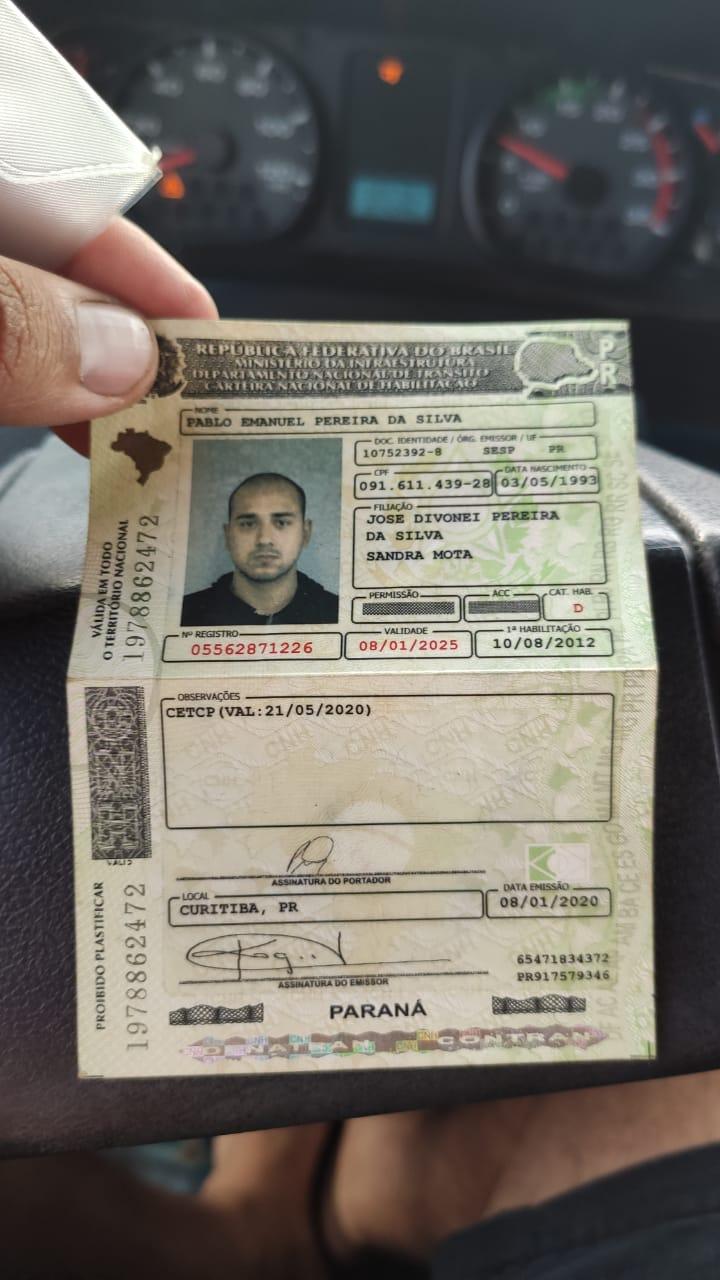 REPÚBLICA FEDERATIVA DO BRASIL
MINISTÉRIO DA INFRAESTRUTURA
DEPARTAMENTO NACIONAL DE TRÂNSITO
CARTEIRA NACIONAL DE HABILITAÇÃO
PR
NOME
PABLO EMANUEL PEREIRA DA SILVA
DOC. IDENTIDADE / ÓRG. EMISSOR / UF
10752392-8 SESP PR
CPF
091.611.439-28
DATA NASCIMENTO
03/05/1993
FILIAÇÃO
JOSE DIVONEI PEREIRA
DA SILVA
SANDRA MOTA
PERMISSÃO
ACC
CAT. HAB.
D
Nº REGISTRO
05562871226
VALIDADE
08/01/2025
1ª HABILITAÇÃO
10/08/2012
VÁLIDA EM TODO
O TERRITÓRIO NACIONAL
1978862472
OBSERVAÇÕES
CETCP(VAL:21/05/2020)
ASSINATURA DO PORTADOR
LOCAL
CURITIBA, PR
DATA EMISSÃO
08/01/2020
ASSINATURA DO EMISSOR
65471834372
PR917579346
PROIBIDO PLASTIFICAR
1978862472
PARANÁ
DENATRAN CONTRAN